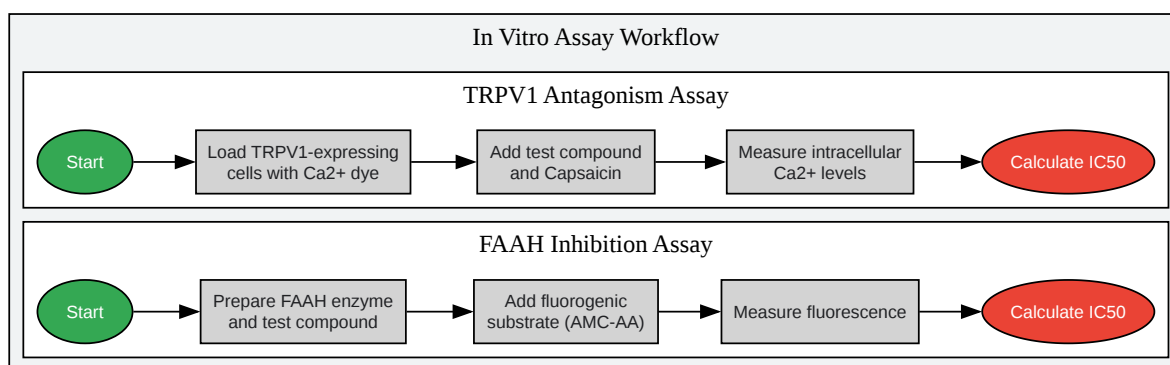 In Vitro Assay Workflow
TRPV1 Antagonism Assay
Start
Load TRPV1-expressing
cells with Ca2+ dye
Add test compound
and Capsaicin
Measure intracellular
Ca2+ levels
Calculate IC50
FAAH Inhibition Assay
Start
Prepare FAAH enzyme
and test compound
Add fluorogenic
substrate (AMC-AA)
Measure fluorescence
Calculate IC50